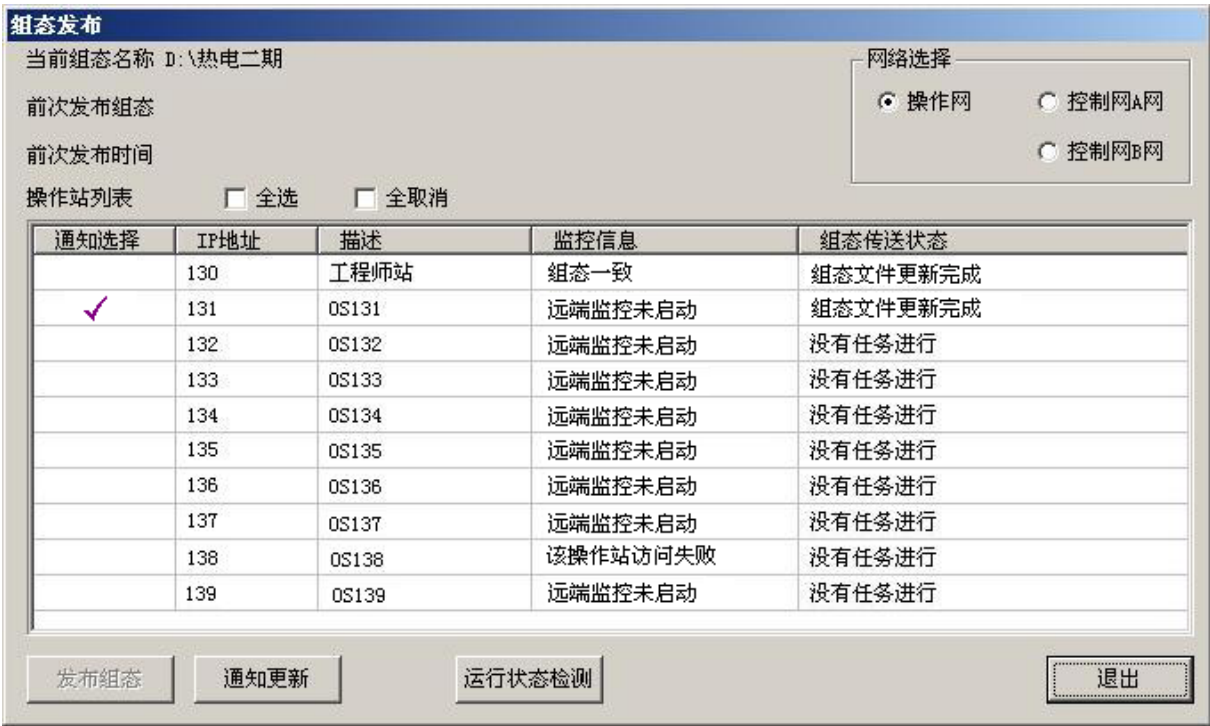 组态发布
当前组态名称 D:\热电二期
网络选择
前次发布组态
操作网 控制网A网
前次发布时间
控制网B网
操作站列表 全选 全取消
通知选择 IP地址 描述 监控信息 组态传送状态
130 工程师站 组态一致 组态文件更新完成
131 OS131 远端监控未启动 组态文件更新完成
132 OS132 远端监控未启动 没有任务进行
133 OS133 远端监控未启动 没有任务进行
134 OS134 远端监控未启动 没有任务进行
135 OS135 远端监控未启动 没有任务进行
136 OS136 远端监控未启动 没有任务进行
137 OS137 远端监控未启动 没有任务进行
138 OS138 该操作站访问失败 没有任务进行
139 OS139 远端监控未启动 没有任务进行
发布组态 通知更新 运行状态检测 退出